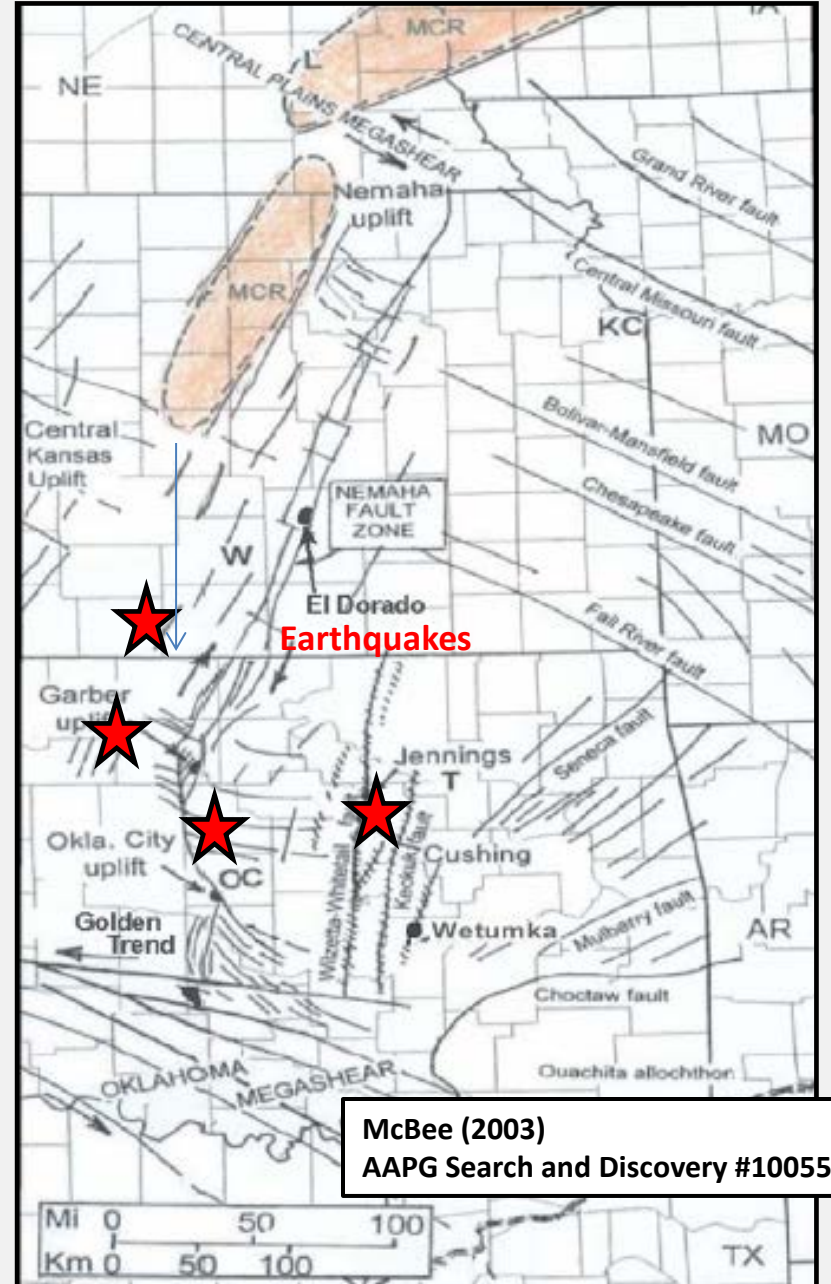 MCR
NE
L
CENTRAL PLAINS MEGASHEAR
Grand River fault
Nemaha
uplift
MCR
Central Missouri fault
KC
Central
Kansas
Uplift
Bolivar-Mansfield fault
MO
Chesapeake fault
NEMAHA
FAULT
ZONE
W
El Dorado
Earthquakes
Fall River fault
Garber
Seneca fault
Jennings
T
Okla. City
uplift
OC
Wilzetta-Whitetail
Keokuk fault
Cushing
Golden
Trend
Wetumka
Mulberry fault
AR
Choctaw fault
OKLAHOMA MEGASHEAR
Ouachita allochthon
McBee (2003)
AAPG Search and Discovery #10055
Mi 0 50 100
Km 0 50 100
TX